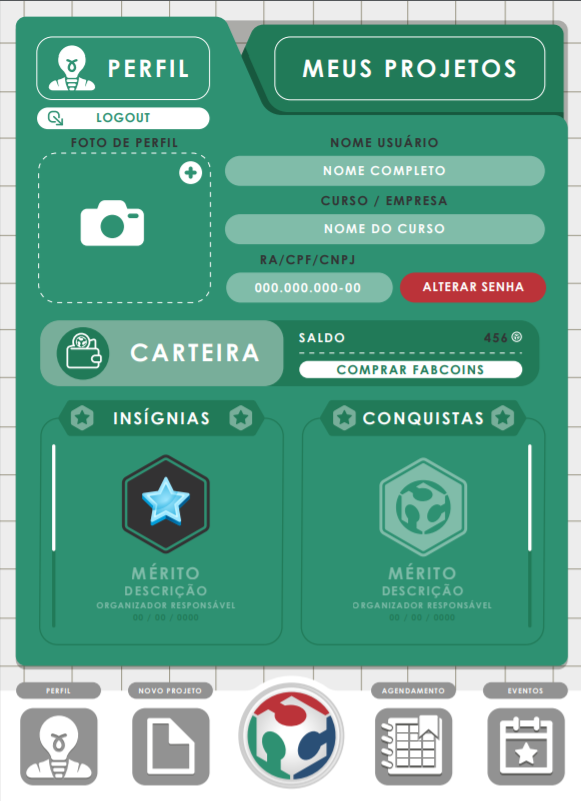 PERFIL
MEUS PROJETOS
LOGOUT
FOTO DE PERFIL
NOME USUÁRIO
NOME COMPLETO
CURSO / EMPRESA
NOME DO CURSO
RA/CPF/CNPJ
000.000.000-00
ALTERAR SENHA
CARTEIRA
SALDO
456
COMPRAR FABCOINS
INSÍGNIAS
CONQUISTAS
MÉRITO
DESCRIÇÃO
ORGANIZADOR RESPONSÁVEL
00 / 00 / 0000
MÉRITO
DESCRIÇÃO
ORGANIZADOR RESPONSÁVEL
00 / 00 / 0000
PERFIL
NOVO PROJETO
AGENDAMENTO
EVENTOS